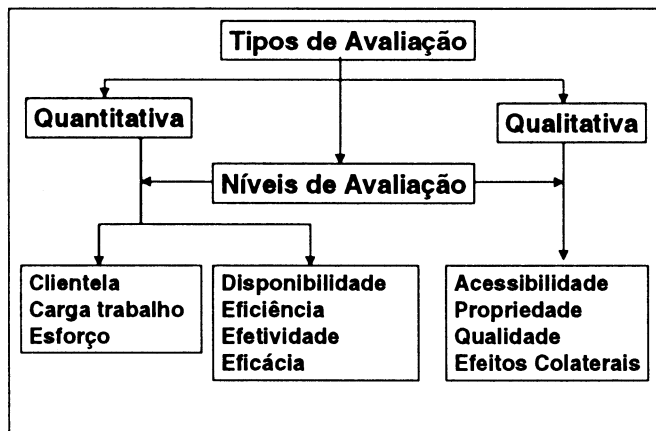 Tipos de Avaliação
Quantitativa
Qualitativa
Níveis de Avaliação
Clientela
Carga trabalho
Esforço
Disponibilidade
Eficiência
Efetividade
Eficácia
Acessibilidade
Propriedade
Qualidade
Efeitos Colaterais